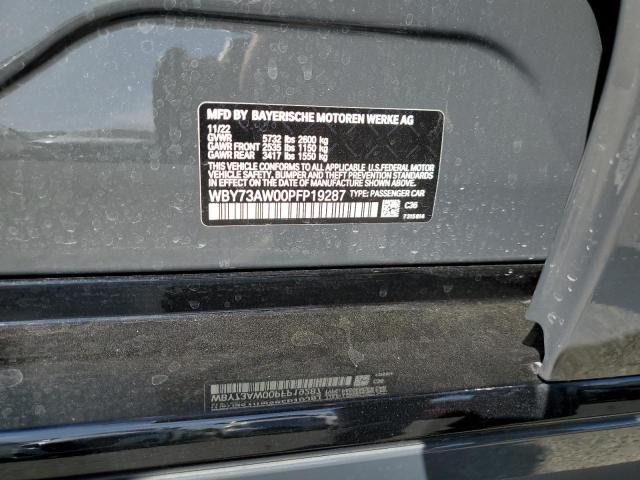 MFD BY BAYERISCHE MOTOREN WERKE AG
11/22
GVWR 5732 lbs 2600 kg
GAWR FRONT 2535 lbs 1150 kg
GAWR REAR 3417 lbs 1550 kg
THIS VEHICLE CONFORMS TO ALL APPLICABLE U.S. FEDERAL MOTOR
VEHICLE SAFETY, BUMPER AND THEFT PREVENTION STANDARDS
IN EFFECT ON THE DATE OF MANUFACTURE SHOWN ABOVE.
WBY73AW00PFP19287 TYPE: PASSENGER CAR
C36
7315814
WBY73AW00PFP19287